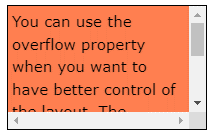 You can use the
overflow property
when you want to
have better control of
the layout. The